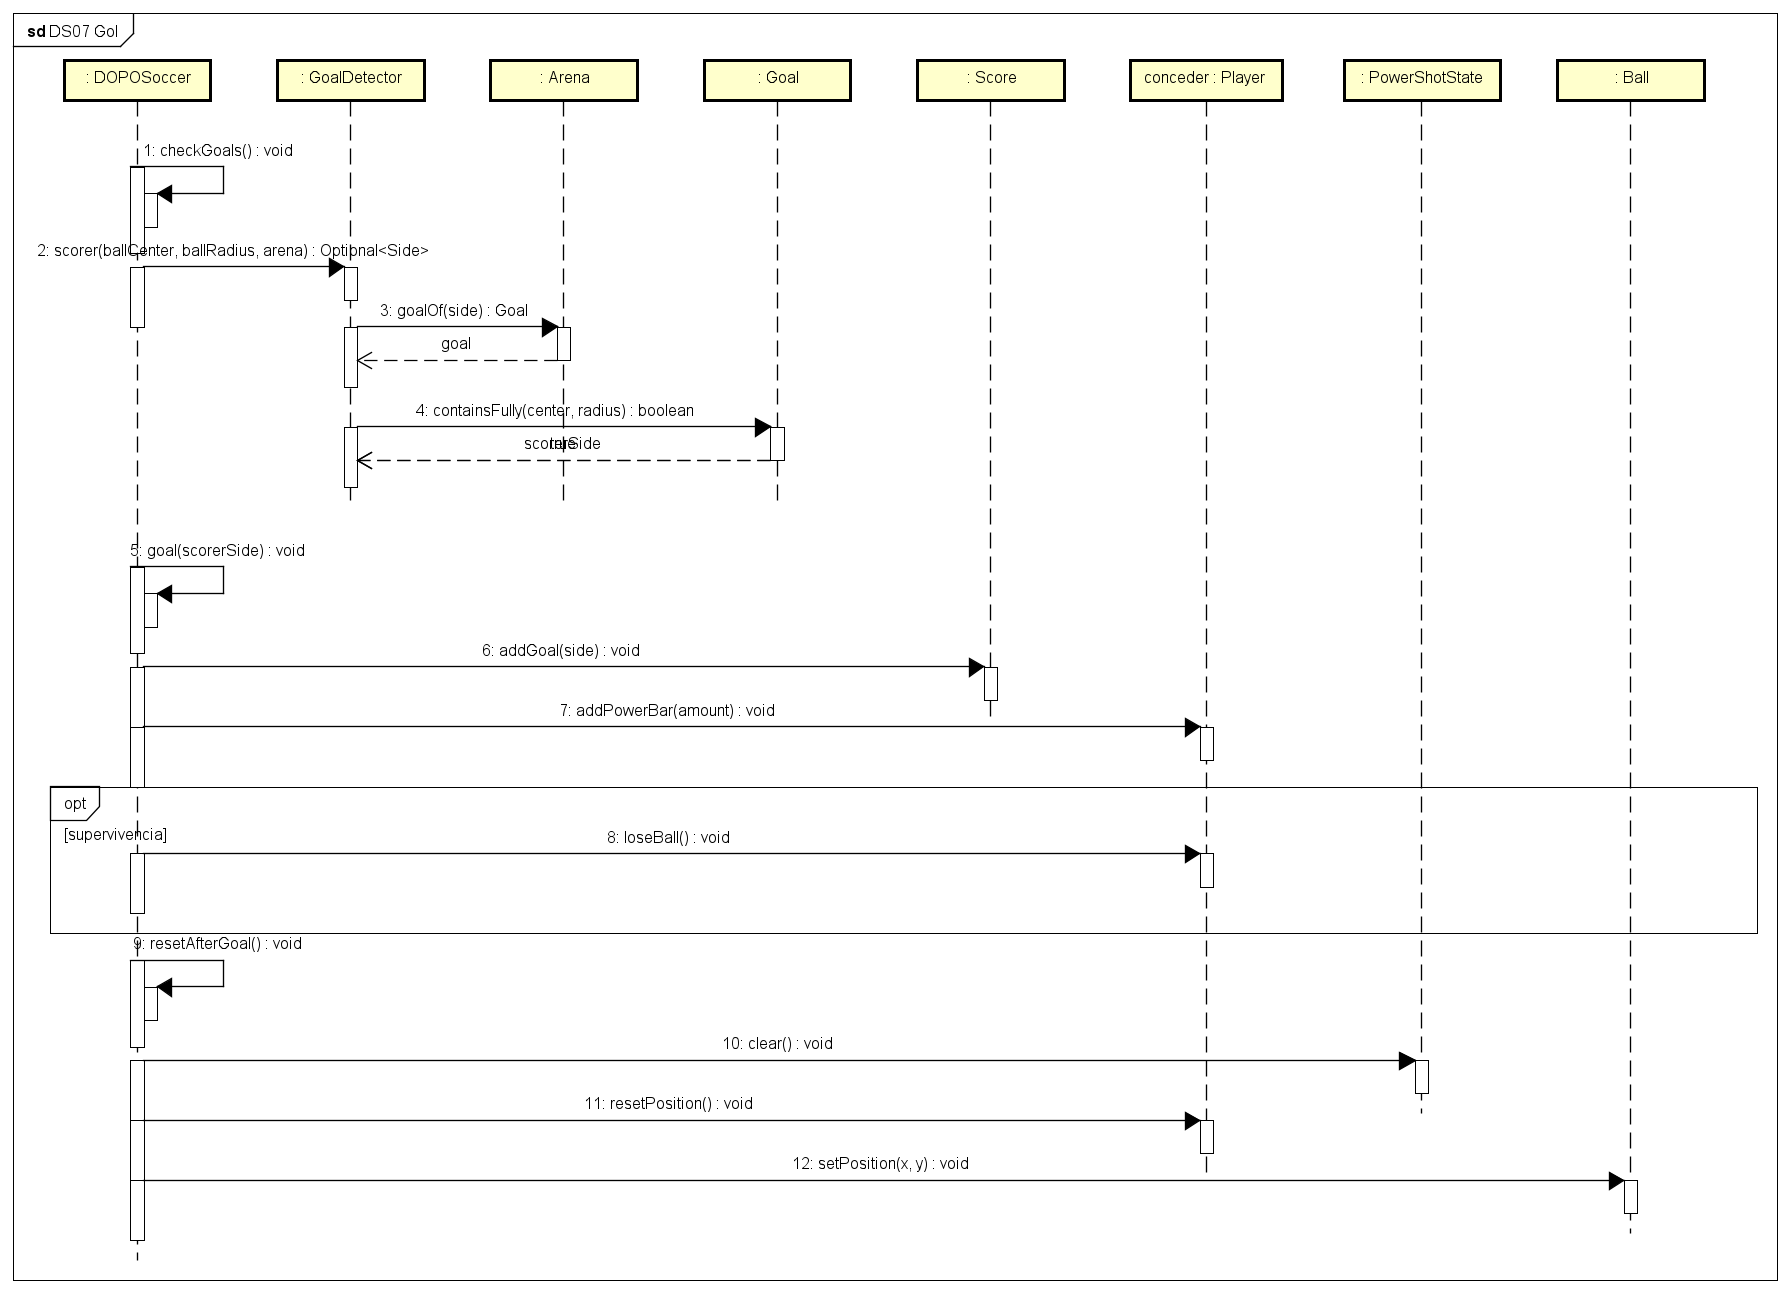 sd DS07 Gol
: DOPOSoccer
: GoalDetector
: Arena
: Goal
: Score
conceder : Player
: PowerShotState
: Ball
1: checkGoals() : void
2: scorer(ballCenter, ballRadius, arena) : Optional<Side>
3: goalOf(side) : Goal
goal
4: containsFully(center, radius) : boolean
scorerSide
true
5: goal(scorerSide) : void
6: addGoal(side) : void
7: addPowerBar(amount) : void
opt
[supervivencia]
8: loseBall() : void
9: resetAfterGoal() : void
10: clear() : void
11: resetPosition() : void
12: setPosition(x, y) : void